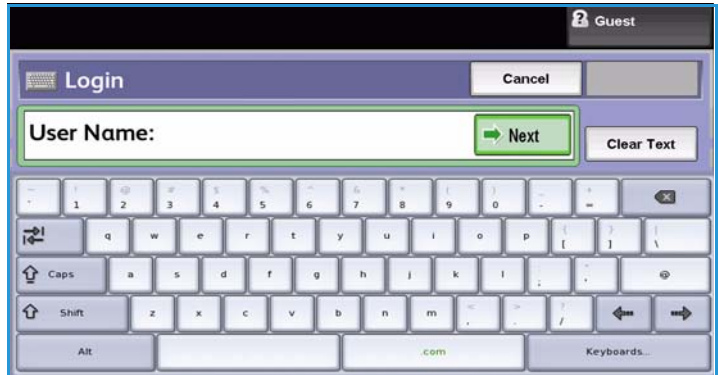 Guest
Login
Cancel
User Name:
Next
Clear Text
~ ! @ # $ % ^ & * ( ) _ +
` 1 2 3 4 5 6 7 8 9 0 - =
q w e r t y u i o p { [ } ] | \
Caps a s d f g h j k l : ; " ' @
Shift z x c v b n m < , > . ? /
Alt .com Keyboards...